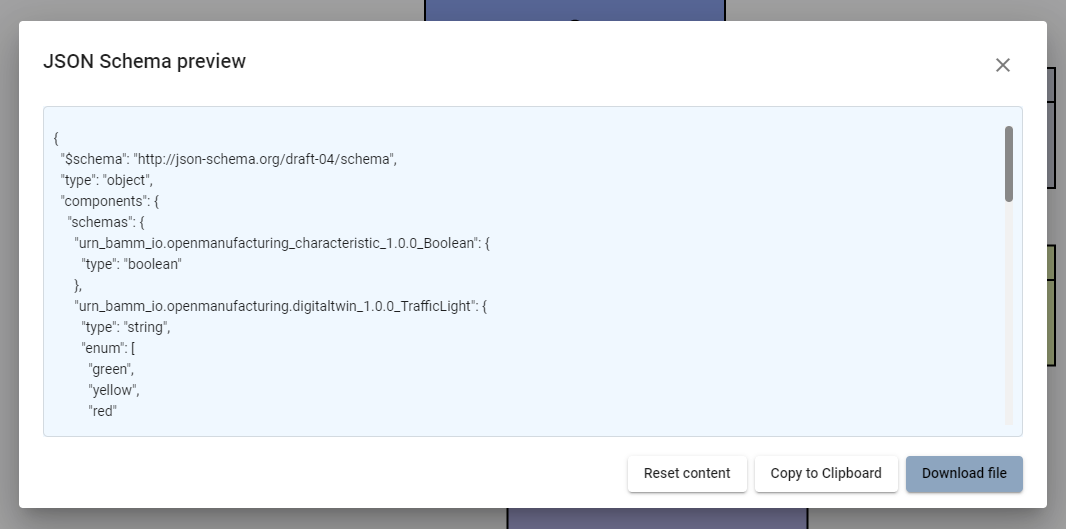 JSON Schema preview
{
"$schema": "http://json-schema.org/draft-04/schema",
"type": "object",
"components": {
"schemas": {
"urn_bamm_io.openmanufacturing_characteristic_1.0.0_Boolean": {
"type": "boolean"
},
"urn_bamm_io.openmanufacturing.digitaltwin_1.0.0_TrafficLight": {
"type": "string",
"enum": [
"green",
"yellow",
"red"
Reset content
Copy to Clipboard
Download file